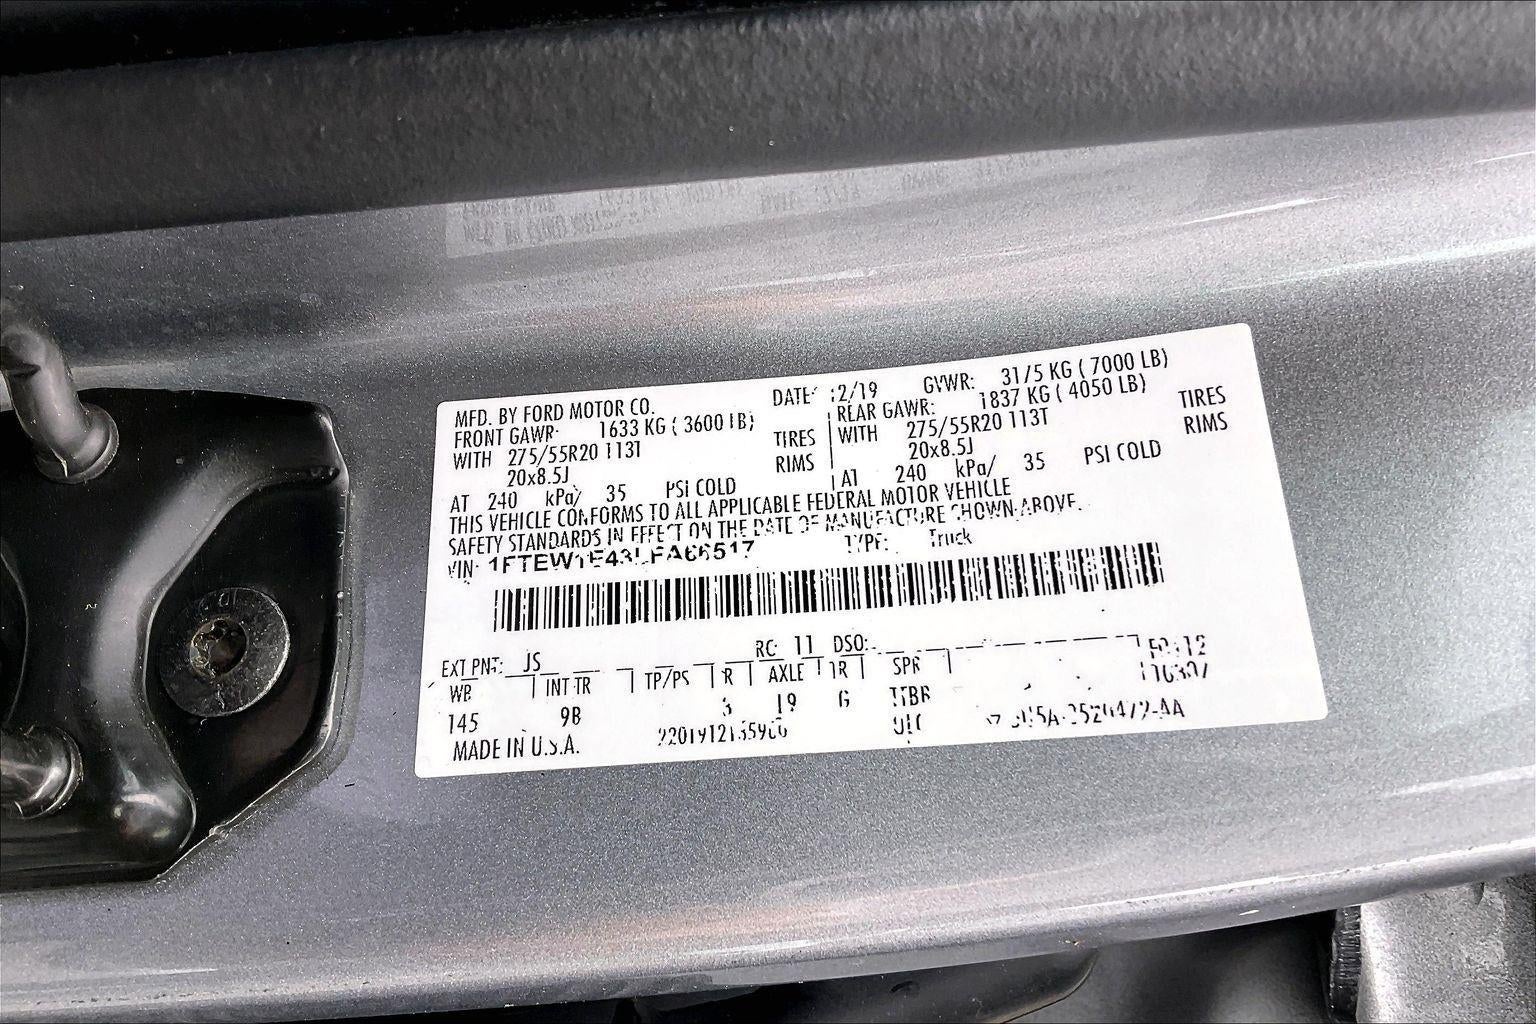 MFD. BY FORD MOTOR CO. DATE: 12/19 GVWR: 3175 KG ( 7000 LB)
FRONT GAWR: 1633 KG ( 3600 LB) REAR GAWR: 1837 KG ( 4050 LB)
WITH 275/55R20 113T TIRES WITH 275/55R20 113T TIRES
20x8.5J RIMS 20x8.5J RIMS
AT 240 kPa/ 35 PSI COLD AT 240 kPa/ 35 PSI COLD
THIS VEHICLE CONFORMS TO ALL APPLICABLE FEDERAL MOTOR VEHICLE
SAFETY STANDARDS IN EFFECT ON THE DATE OF MANUFACTURE SHOWN ABOVE.
VIN: TYPE: Truck
EXT PNT: JS RC: 11 DSO:
WB INT TR TP/PS R AXLE TR SPR
145 9B 3 19 6
MADE IN U.S.A.